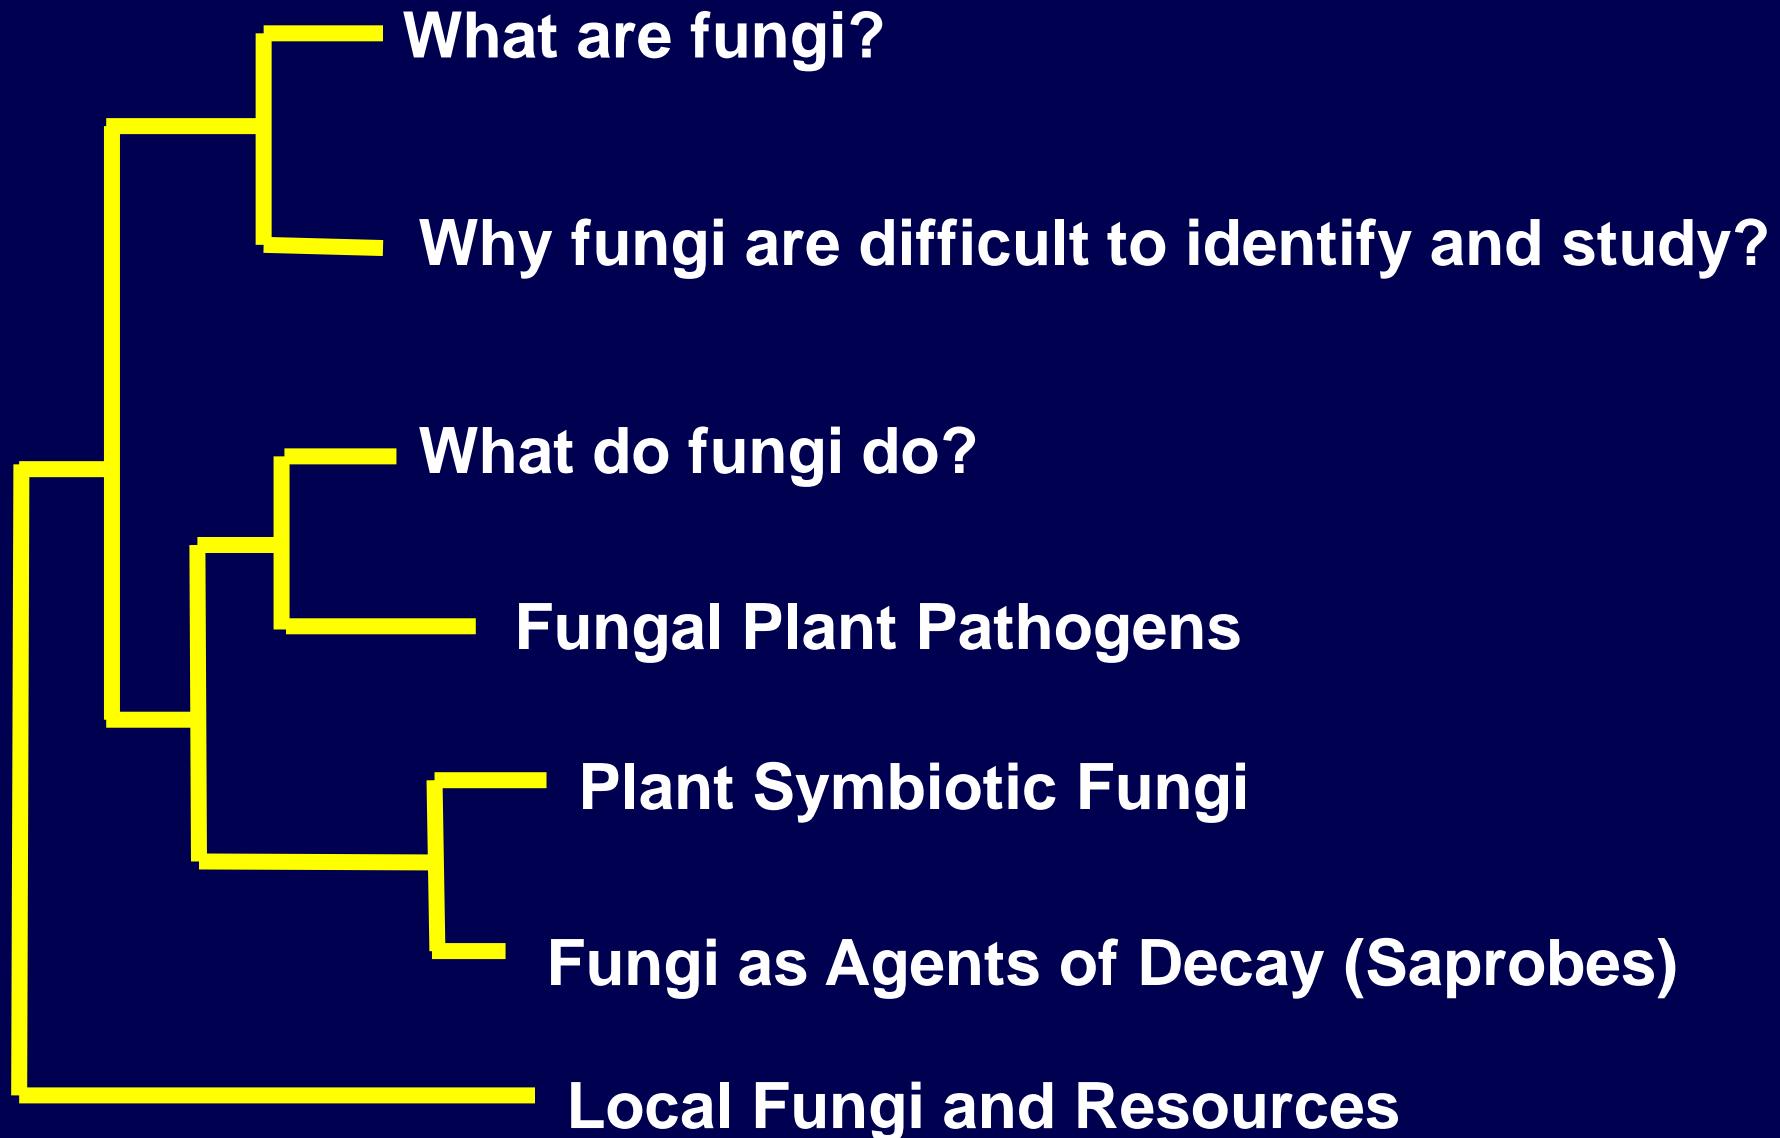 What are fungi?
Why fungi are difficult to identify and study?
What do fungi do?
Fungal Plant Pathogens
Plant Symbiotic Fungi
Fungi as Agents of Decay (Saprobes)
Local Fungi and Resources